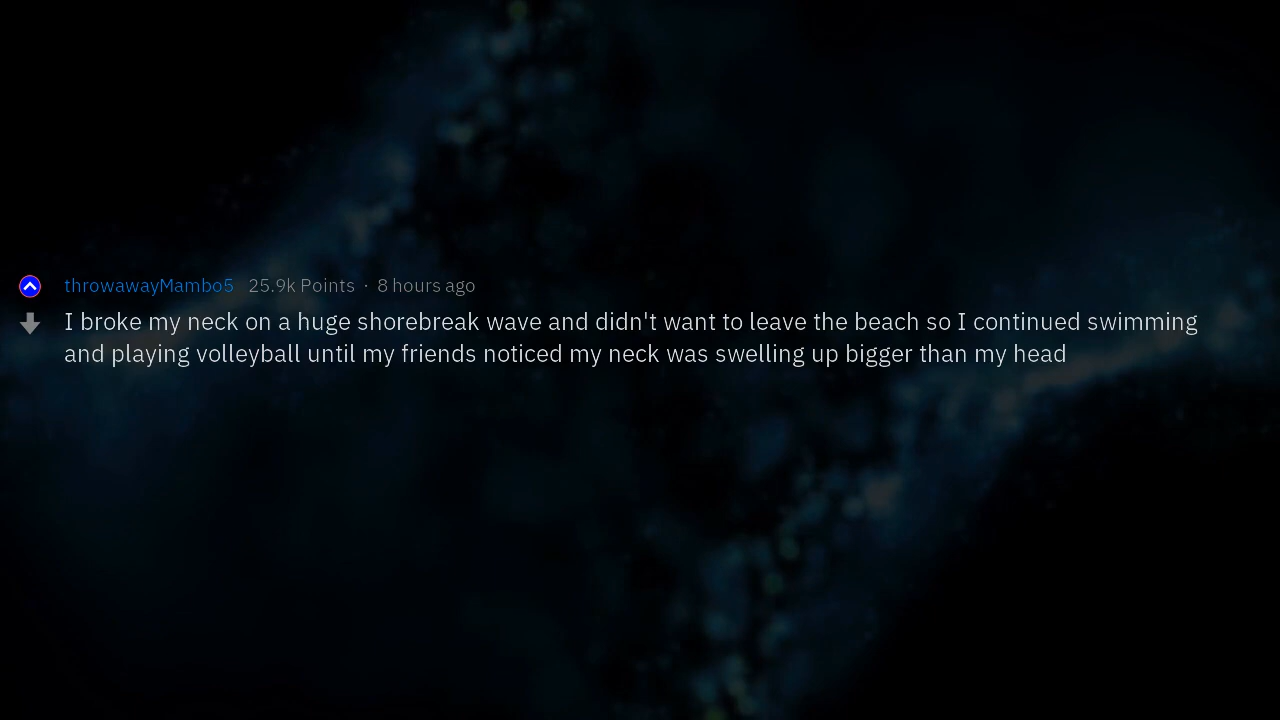 throwawayMambo5 25.9k Points · 8 hours ago
I broke my neck on a huge shorebreak wave and didn't want to leave the beach so I continued swimming
and playing volleyball until my friends noticed my neck was swelling up bigger than my head